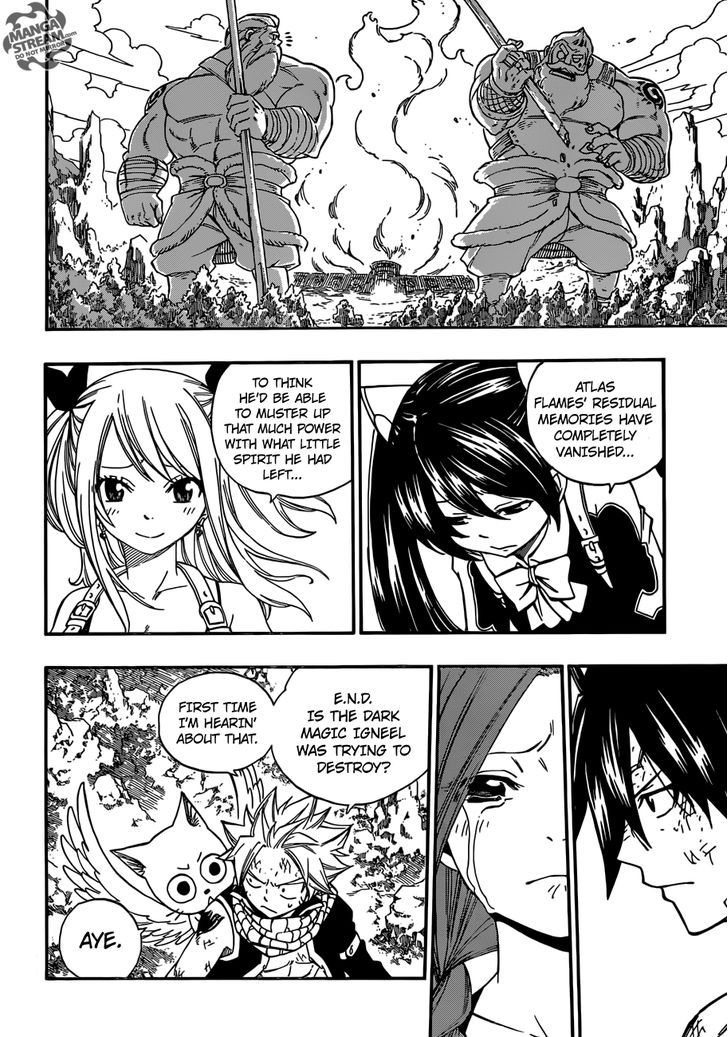 MANGA
STREAM.com
DO NOT MIRROR
ATLAS
FLAMES' RESIDUAL
MEMORIES HAVE
COMPLETELY
VANISHED...
TO THINK
HE'D BE ABLE
TO MUSTER UP
THAT MUCH POWER
WITH WHAT LITTLE
SPIRIT HE HAD
LEFT...
E.N.D.
IS THE DARK
MAGIC IGNEEL
WAS TRYING TO
DESTROY?
FIRST TIME
I'M HEARIN'
ABOUT THAT.
AYE.